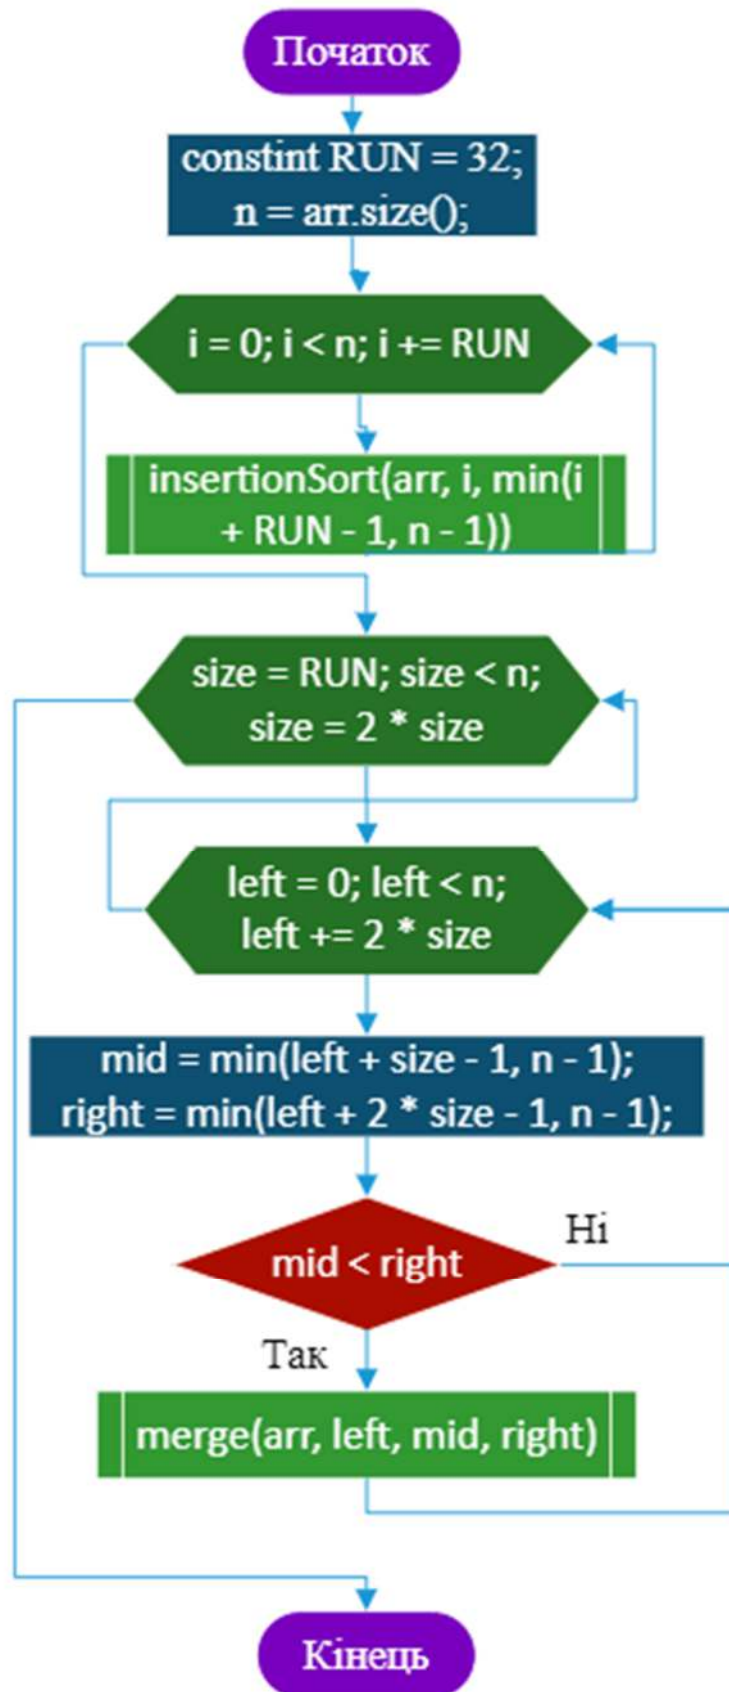 Початок
constint RUN = 32;
n = arr.size();
i = 0; i < n; i += RUN
insertionSort(arr, i, min(i
+ RUN - 1, n - 1))
size = RUN; size < n;
size = 2 * size
left = 0; left < n;
left += 2 * size
mid = min(left + size - 1, n - 1);
right = min(left + 2 * size - 1, n - 1);
mid < right
Ні
Так
merge(arr, left, mid, right)
Кінець